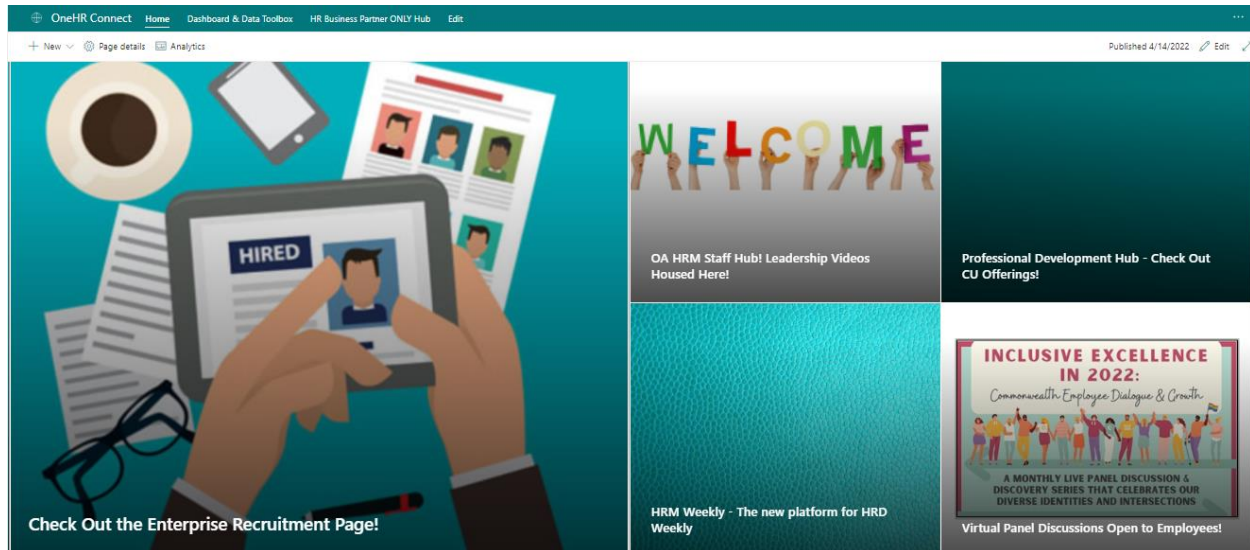 OneHR Connect Home Dashboard & Data Toolbox HR Business Partner ONLY Hub Edit
New Page details Analytics Published 4/14/2022 Edit
HIRED
Check Out the Enterprise Recruitment Page!
WELCOME
OA HRM Staff Hub! Leadership Videos
Housed Here!
Professional Development Hub - Check Out
CU Offerings!
HRM Weekly - The new platform for HRD
Weekly
INCLUSIVE EXCELLENCE
IN 2022:
Commonwealth Employee Dialogue & Growth
A MONTHLY LIVE PANEL DISCUSSION &
DISCOVERY SERIES THAT CELEBRATES OUR
DIVERSE IDENTITIES AND INTERSECTIONS
Virtual Panel Discussions Open to Employees!